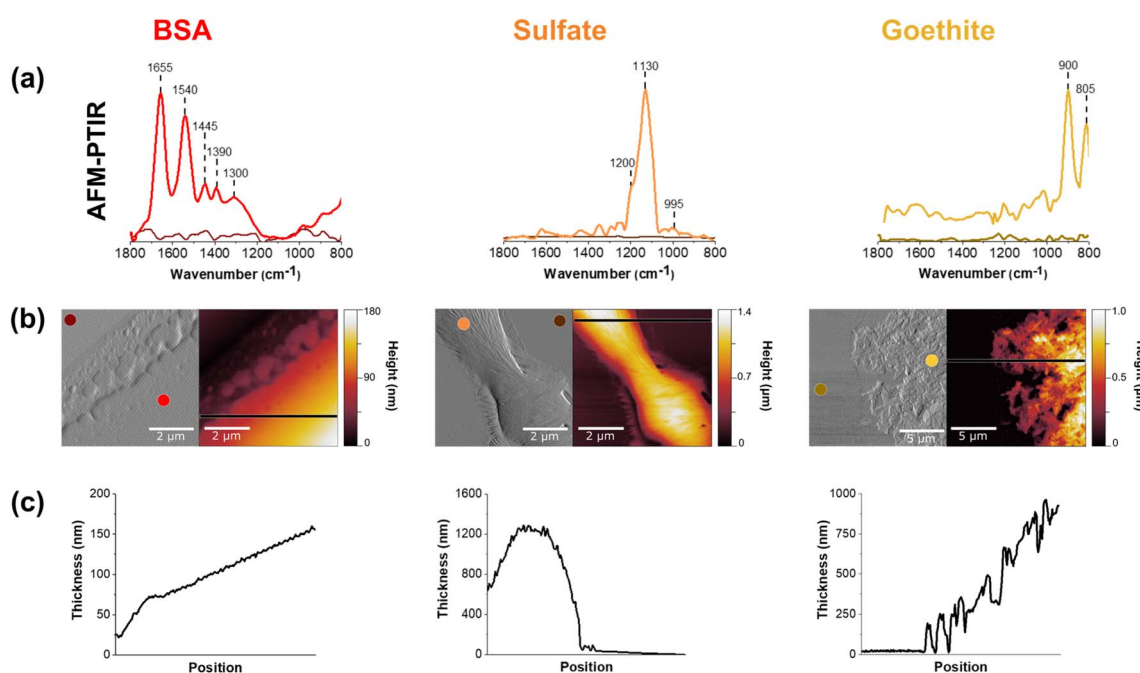 BSA
Sulfate
Goethite
(a)
AFM-PTIR
1655
1540
1445
1390
1300
1800 1600 1400 1200 1000 800
Wavenumber (cm-1)
1130
1200
995
1800 1600 1400 1200 1000 800
Wavenumber (cm-1)
900
805
1800 1600 1400 1200 1000 800
Wavenumber (cm-1)
(b)
2 µm
2 µm
180
90
0
Height (nm)
2 µm
2 µm
1.4
0.7
0
Height (µm)
5 µm
5 µm
1.0
0.5
0
Height (µm)
(c)
Thickness (nm)
200
150
100
50
0
Position
Thickness (nm)
1600
1200
800
400
0
Position
Thickness (nm)
1000
750
500
250
0
Position